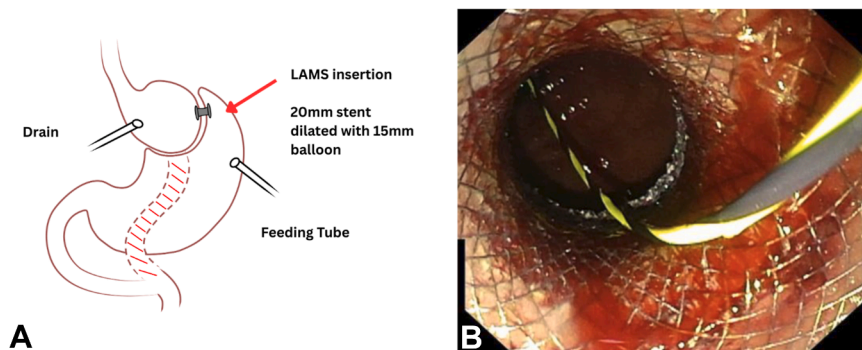 LAMS insertion
Drain
20mm stent
dilated with 15mm
balloon
Feeding Tube
A
B